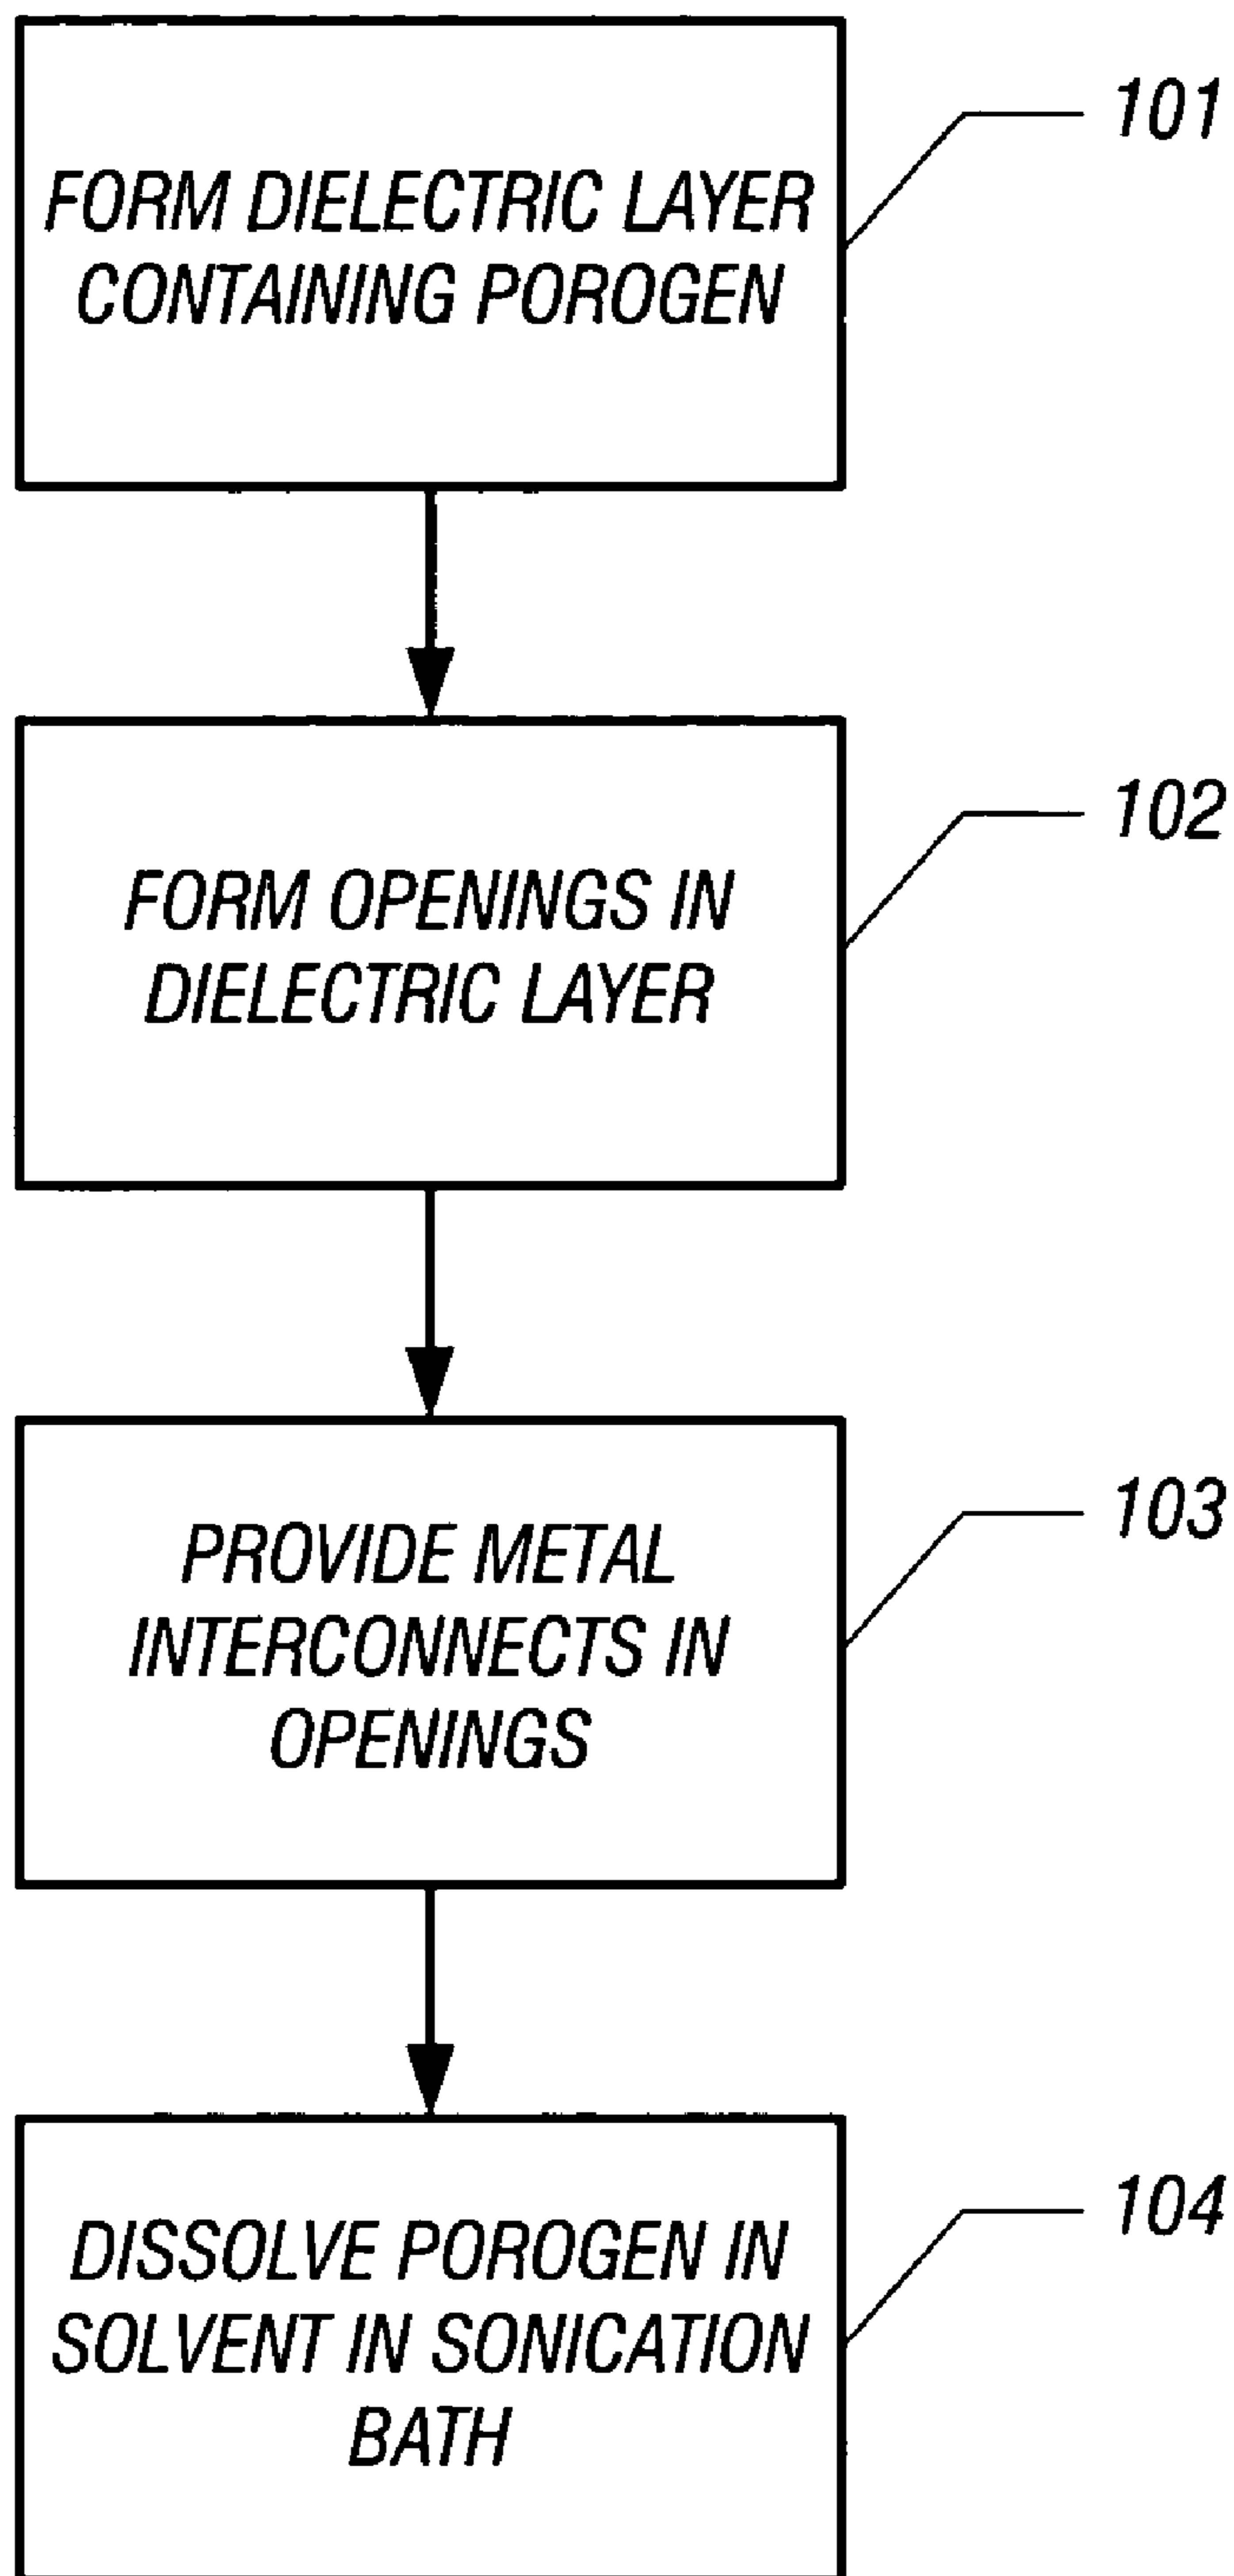 101
FORM DIELECTRIC LAYER
CONTAINING POROGEN
102
FORM OPENINGS IN
DIELECTRIC LAYER
103
PROVIDE METAL
INTERCONNECTS IN
OPENINGS
104
DISSOLVE POROGEN IN
SOLVENT IN SONICATION
BATH